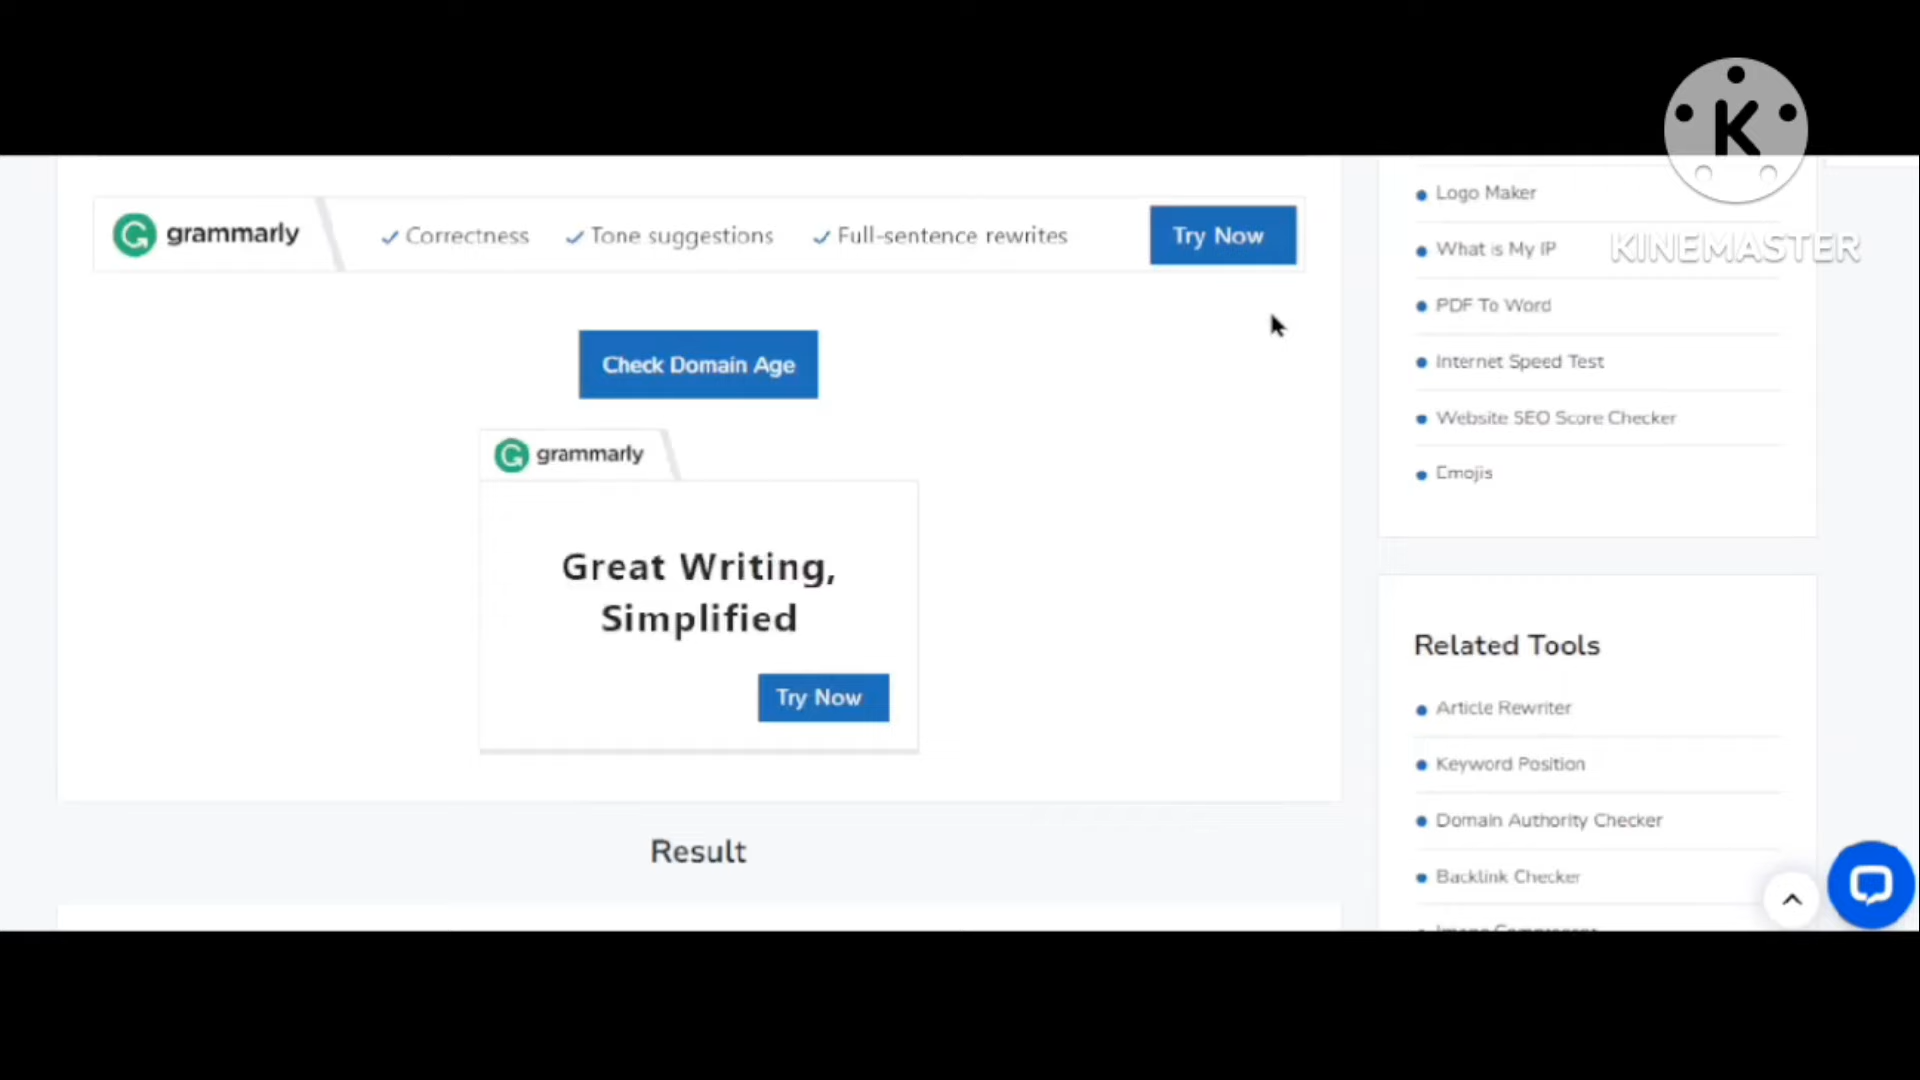 K
KINEMASTER
grammarly
Correctness
Tone suggestions
Full-sentence rewrites
Try Now
Check Domain Age
grammarly
Great Writing,
Simplified
Try Now
Result
Logo Maker
What is My IP
PDF To Word
Internet Speed Test
Website SEO Score Checker
Emojis
Related Tools
Article Rewriter
Keyword Position
Domain Authority Checker
Backlink Checker